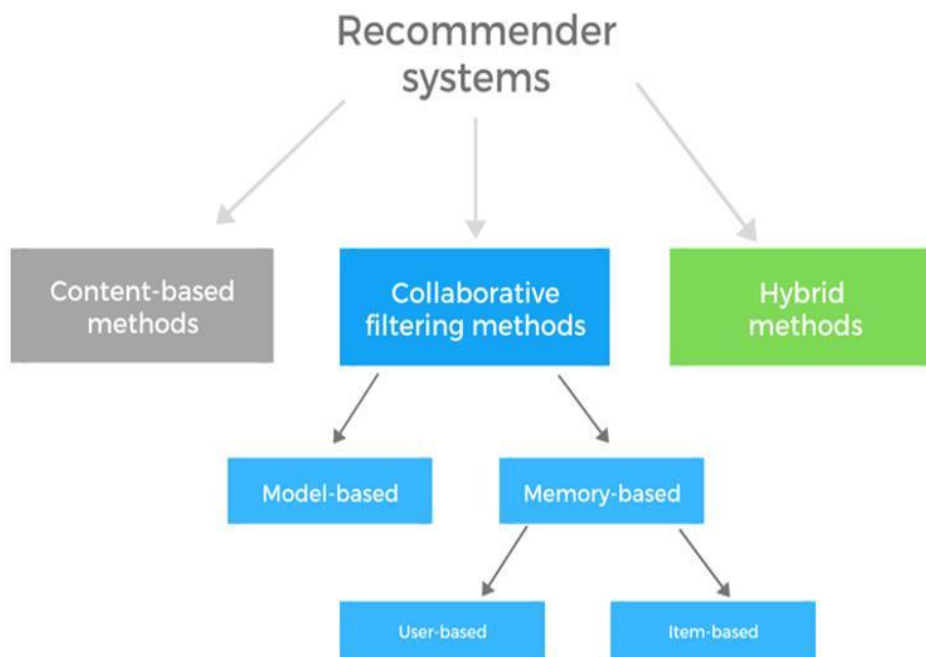 Recommender
systems
Content-based
methods
Collaborative
filtering methods
Hybrid
methods
Model-based
Memory-based
User-based
Item-based